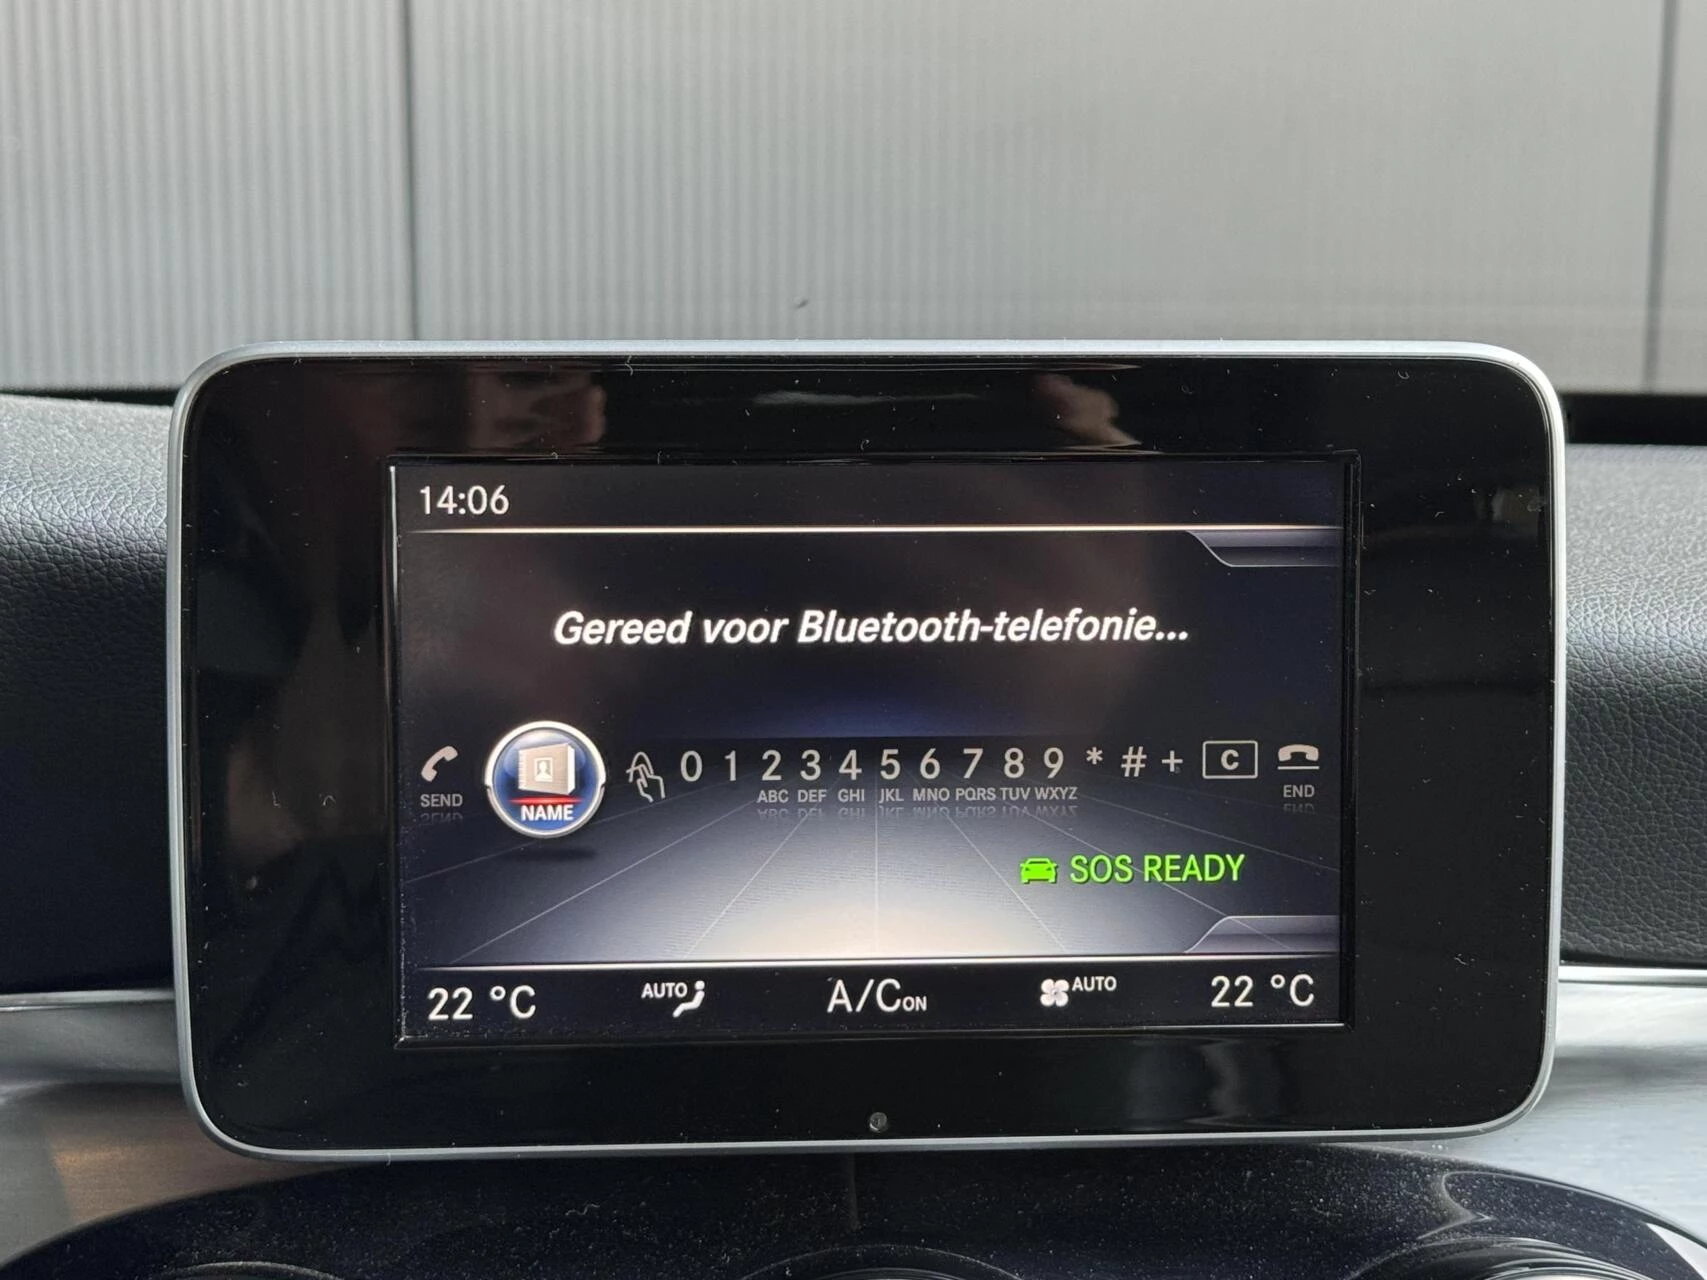 14:06
Gereed voor Bluetooth-telefonie...
SEND NAME 0 1 2 3 4 5 6 7 8 9 * # + C END
ABC DEF GHI JKL MNO PQRS TUV WXYZ
SOS READY
22 °C AUTO A/C ON AUTO 22 °C